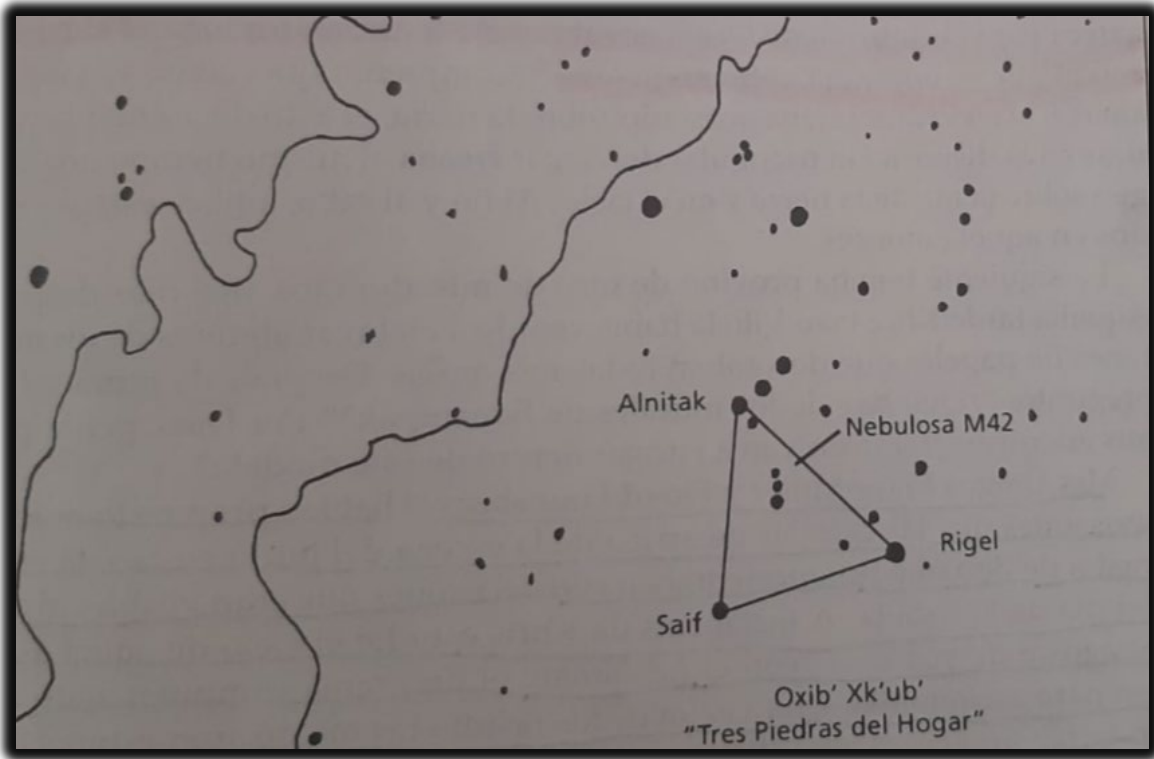 Alnitak
Nebulosa M42
Rigel
Saif
Oxib’ Xk’ub’
“Tres Piedras del Hogar”